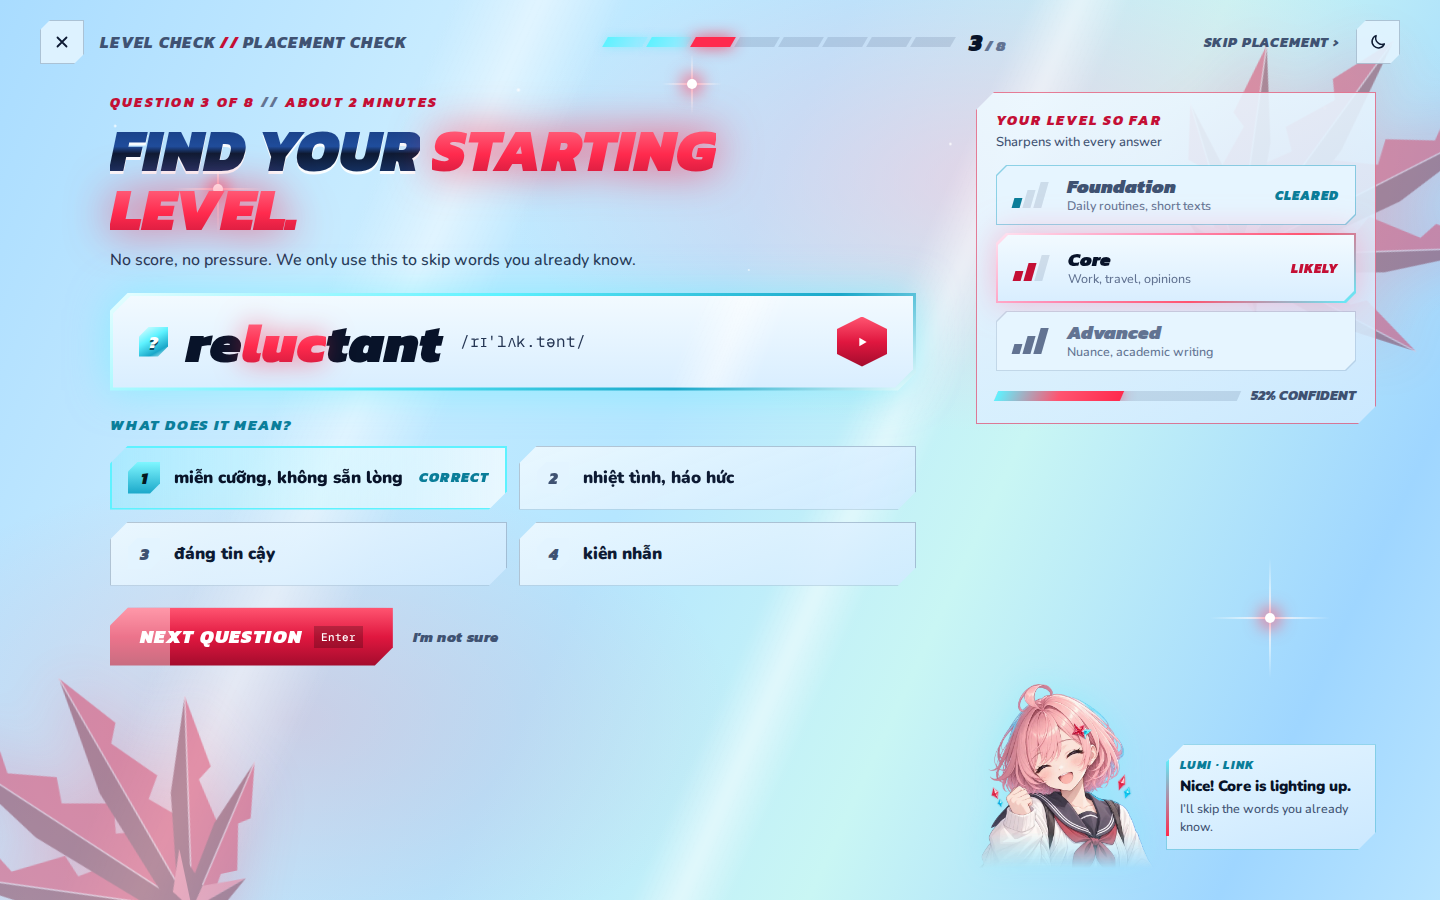 LEVEL CHECK // PLACEMENT CHECK
3 / 8
SKIP PLACEMENT >
QUESTION 3 OF 8 // ABOUT 2 MINUTES
FIND YOUR STARTING
LEVEL.
No score, no pressure. We only use this to skip words you already know.
? reluctant /rɪˈlʌk.tənt/
WHAT DOES IT MEAN?
1 miễn cưỡng, không sẵn lòng CORRECT
2 nhiệt tình, háo hức
3 đáng tin cậy
4 kiên nhẫn
NEXT QUESTION Enter
I'm not sure
YOUR LEVEL SO FAR
Sharpens with every answer
Foundation
Daily routines, short texts
CLEARED
Core
Work, travel, opinions
LIKELY
Advanced
Nuance, academic writing
52% CONFIDENT
LUMI · LINK
Nice! Core is lighting up.
I'll skip the words you already
know.